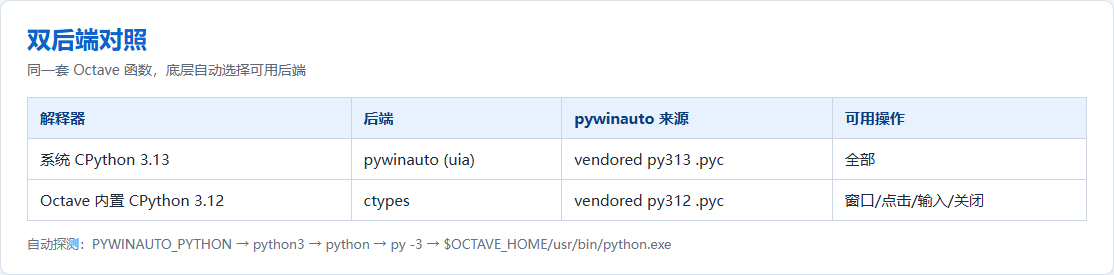 双后端对照
同一套 Octave 函数，底层自动选择可用后端
解释器 后端 pywinauto 来源 可用操作
系统 CPython 3.13 pywinauto (uia) vendored py313 .pyc 全部
Octave 内置 CPython 3.12 ctypes vendored py312 .pyc 窗口/点击/输入/关闭
自动探测：PYWINAUTO_PYTHON → python3 → python → py -3 → $OCTAVE_HOME/usr/bin/python.exe